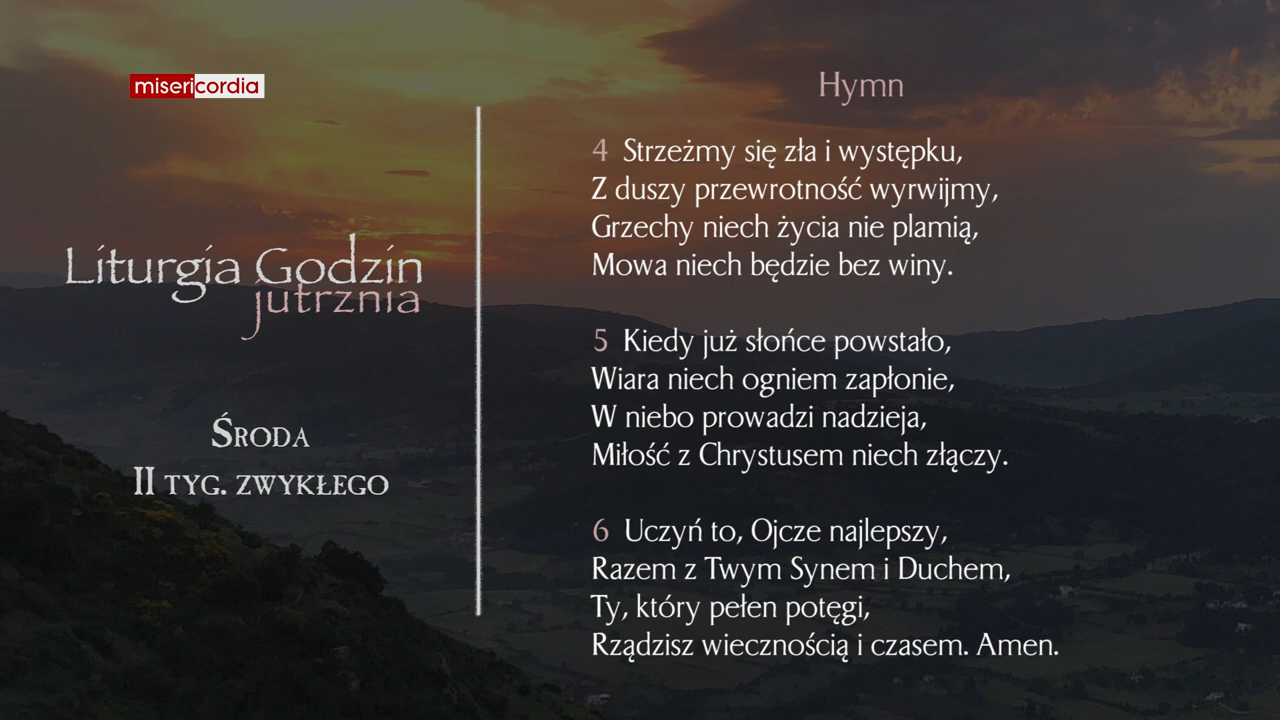 misericordia
Liturgia Godzin
jutrznia
Środa
II tyg. zwykłego
Hymn
4 Strzeżmy się zła i występku,
Z duszy przewrotność wyrwijmy,
Grzechy niech życia nie plamią,
Mowa niech będzie bez winy.
5 Kiedy już słońce powstało,
Wiara niech ogniem zapłonie,
W niebo prowadzi nadzieja,
Miłość z Chrystusem niech złączy.
6 Uczyń to, Ojcze najlepszy,
Razem z Twym Synem i Duchem,
Ty, który pełen potęgi,
Rządzisz wiecznością i czasem. Amen.